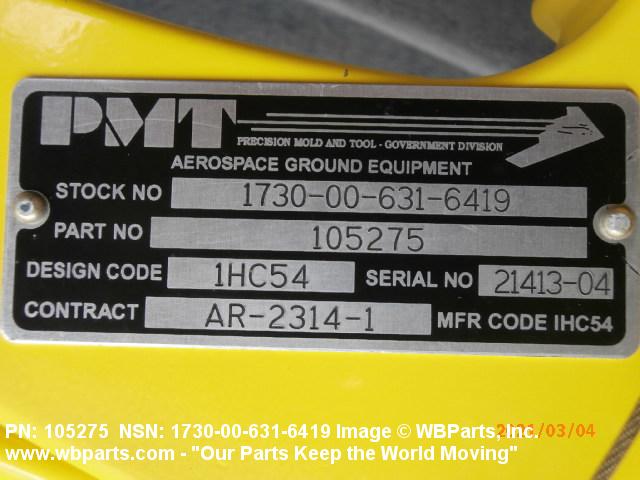 PMT
PRECISION MOLD AND TOOL - GOVERNMENT DIVISION
AEROSPACE GROUND EQUIPMENT
STOCK NO 1730-00-631-6419
PART NO 105275
DESIGN CODE 1HC54 SERIAL NO 21413-04
CONTRACT AR-2314-1 MFR CODE IHC54
PN: 105275 NSN: 1730-00-631-6419 Image © WBParts, Inc.
/03/04
www.wbparts.com - "Our Parts Keep the World Moving"